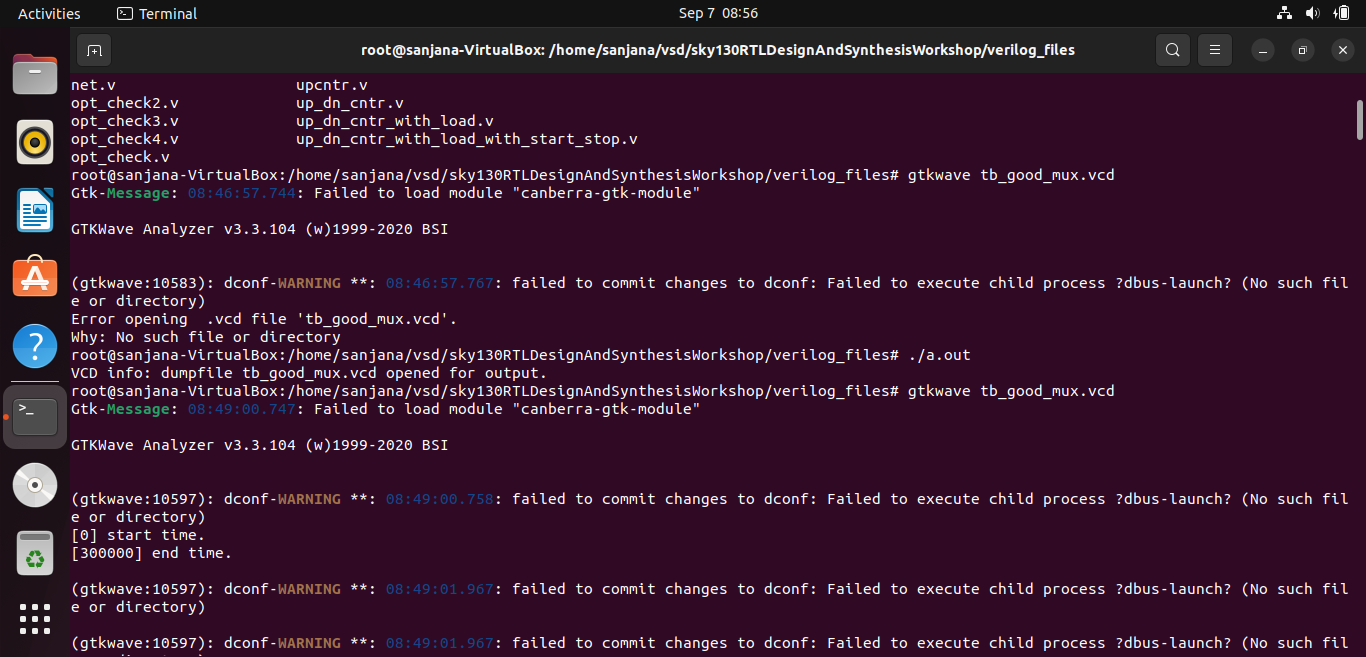 Activities
Terminal
Sep 7 08:56
root@sanjana-VirtualBox: /home/sanjana/vsd/sky130RTLDesignAndSynthesisWorkshop/verilog_files
net.v upcntr.v
opt_check2.v up_dn_cntr.v
opt_check3.v up_dn_cntr_with_load.v
opt_check4.v up_dn_cntr_with_load_with_start_stop.v
opt_check.v
root@sanjana-VirtualBox:/home/sanjana/vsd/sky130RTLDesignAndSynthesisWorkshop/verilog_files# gtkwave tb_good_mux.vcd
Gtk-Message: 08:46:57.744: Failed to load module "canberra-gtk-module"
GTKWave Analyzer v3.3.104 (w)1999-2020 BSI
(gtkwave:10583): dconf-WARNING **: 08:46:57.767: failed to commit changes to dconf: Failed to execute child process ?dbus-launch? (No such fil
e or directory)
Error opening  .vcd file 'tb_good_mux.vcd'.
Why: No such file or directory
root@sanjana-VirtualBox:/home/sanjana/vsd/sky130RTLDesignAndSynthesisWorkshop/verilog_files# ./a.out
VCD info: dumpfile tb_good_mux.vcd opened for output.
root@sanjana-VirtualBox:/home/sanjana/vsd/sky130RTLDesignAndSynthesisWorkshop/verilog_files# gtkwave tb_good_mux.vcd
Gtk-Message: 08:49:00.747: Failed to load module "canberra-gtk-module"
GTKWave Analyzer v3.3.104 (w)1999-2020 BSI
(gtkwave:10597): dconf-WARNING **: 08:49:00.758: failed to commit changes to dconf: Failed to execute child process ?dbus-launch? (No such fil
e or directory)
[0] start time.
[300000] end time.
(gtkwave:10597): dconf-WARNING **: 08:49:01.967: failed to commit changes to dconf: Failed to execute child process ?dbus-launch? (No such fil
e or directory)
(gtkwave:10597): dconf-WARNING **: 08:49:01.967: failed to commit changes to dconf: Failed to execute child process ?dbus-launch? (No such fil